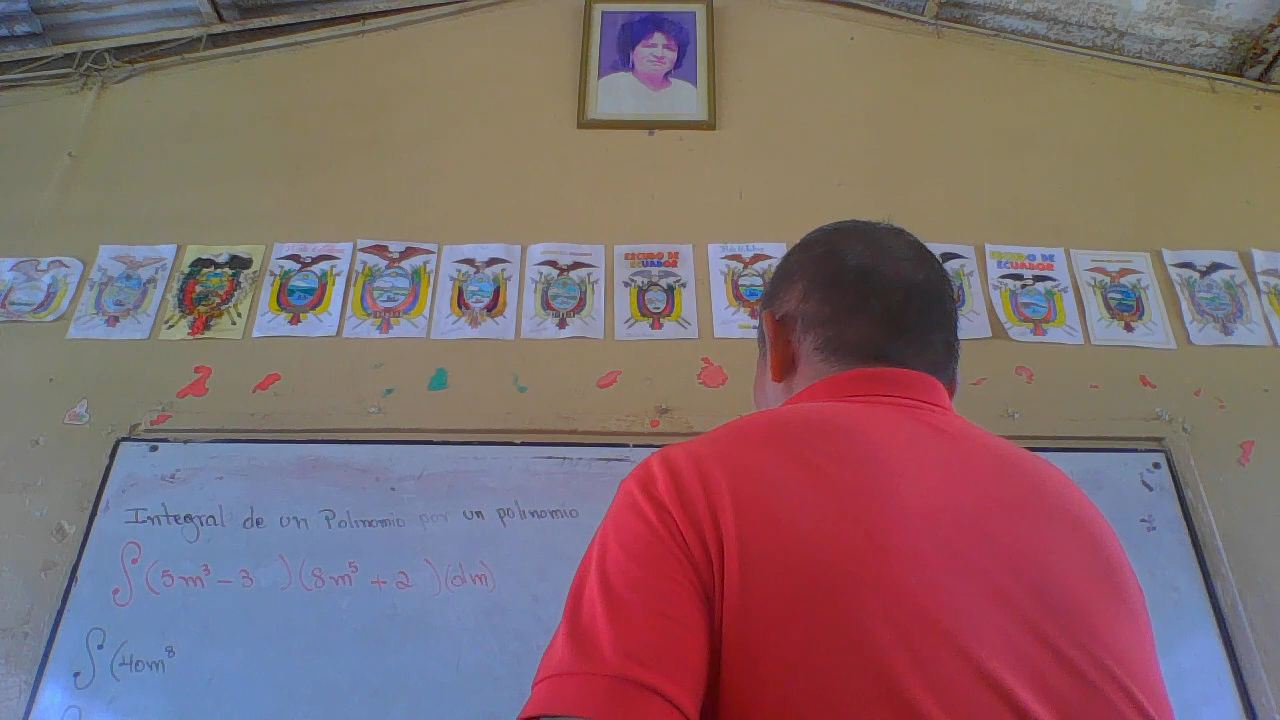 ESCUDO DE
ECUADOR
ESCUDO DE
ECUADOR
Integral de un Polinomio por un polinomio
∫(5m³-3 )(8m⁵+2 )(dm)
∫(40m⁸